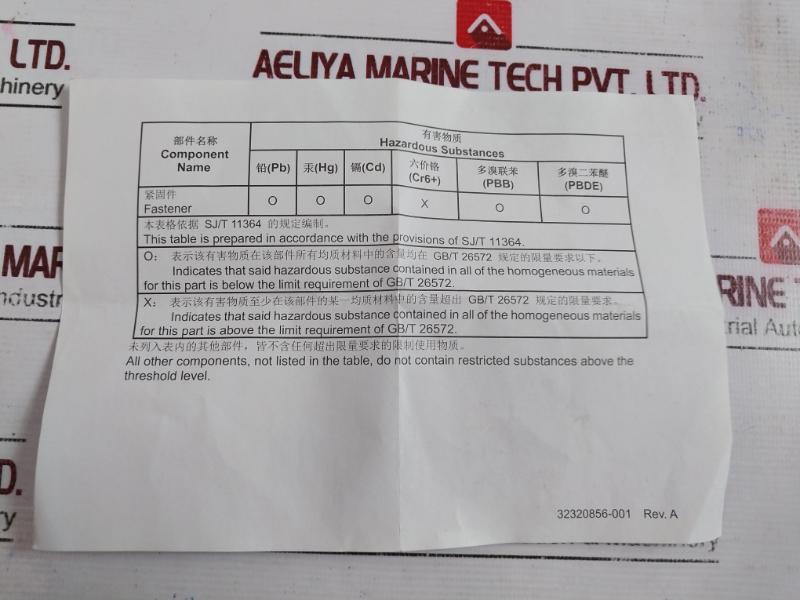 LTD.
hinery
AELIYA MARINE TECH PVT. LTD.
部件名称
Component
Name
有害物质
Hazardous Substances
铅(Pb)
汞(Hg)
镉(Cd)
六价铬
(Cr6+)
多溴联苯
(PBB)
多溴二苯醚
(PBDE)
紧固件
Fastener
O
O
O
X
O
O
本表格依据 SJ/T 11364 的规定编制。
This table is prepared in accordance with the provisions of SJ/T 11364.
O: 表示该有害物质在该部件所有均质材料中的含量均在 GB/T 26572 规定的限量要求以下。
Indicates that said hazardous substance contained in all of the homogeneous materials
for this part is below the limit requirement of GB/T 26572.
X: 表示该有害物质至少在该部件的某一均质材料中的含量超出 GB/T 26572 规定的限量要求。
Indicates that said hazardous substance contained in all of the homogeneous materials
for this part is above the limit requirement of GB/T 26572.
未列入表内的其他部件，皆不含任何超出限量要求的限制使用物质。
All other components, not listed in the table, do not contain restricted substances above the
threshold level.
32320856-001 Rev. A
MAR
ndustr
RINE T
rial Auto
D.
ry